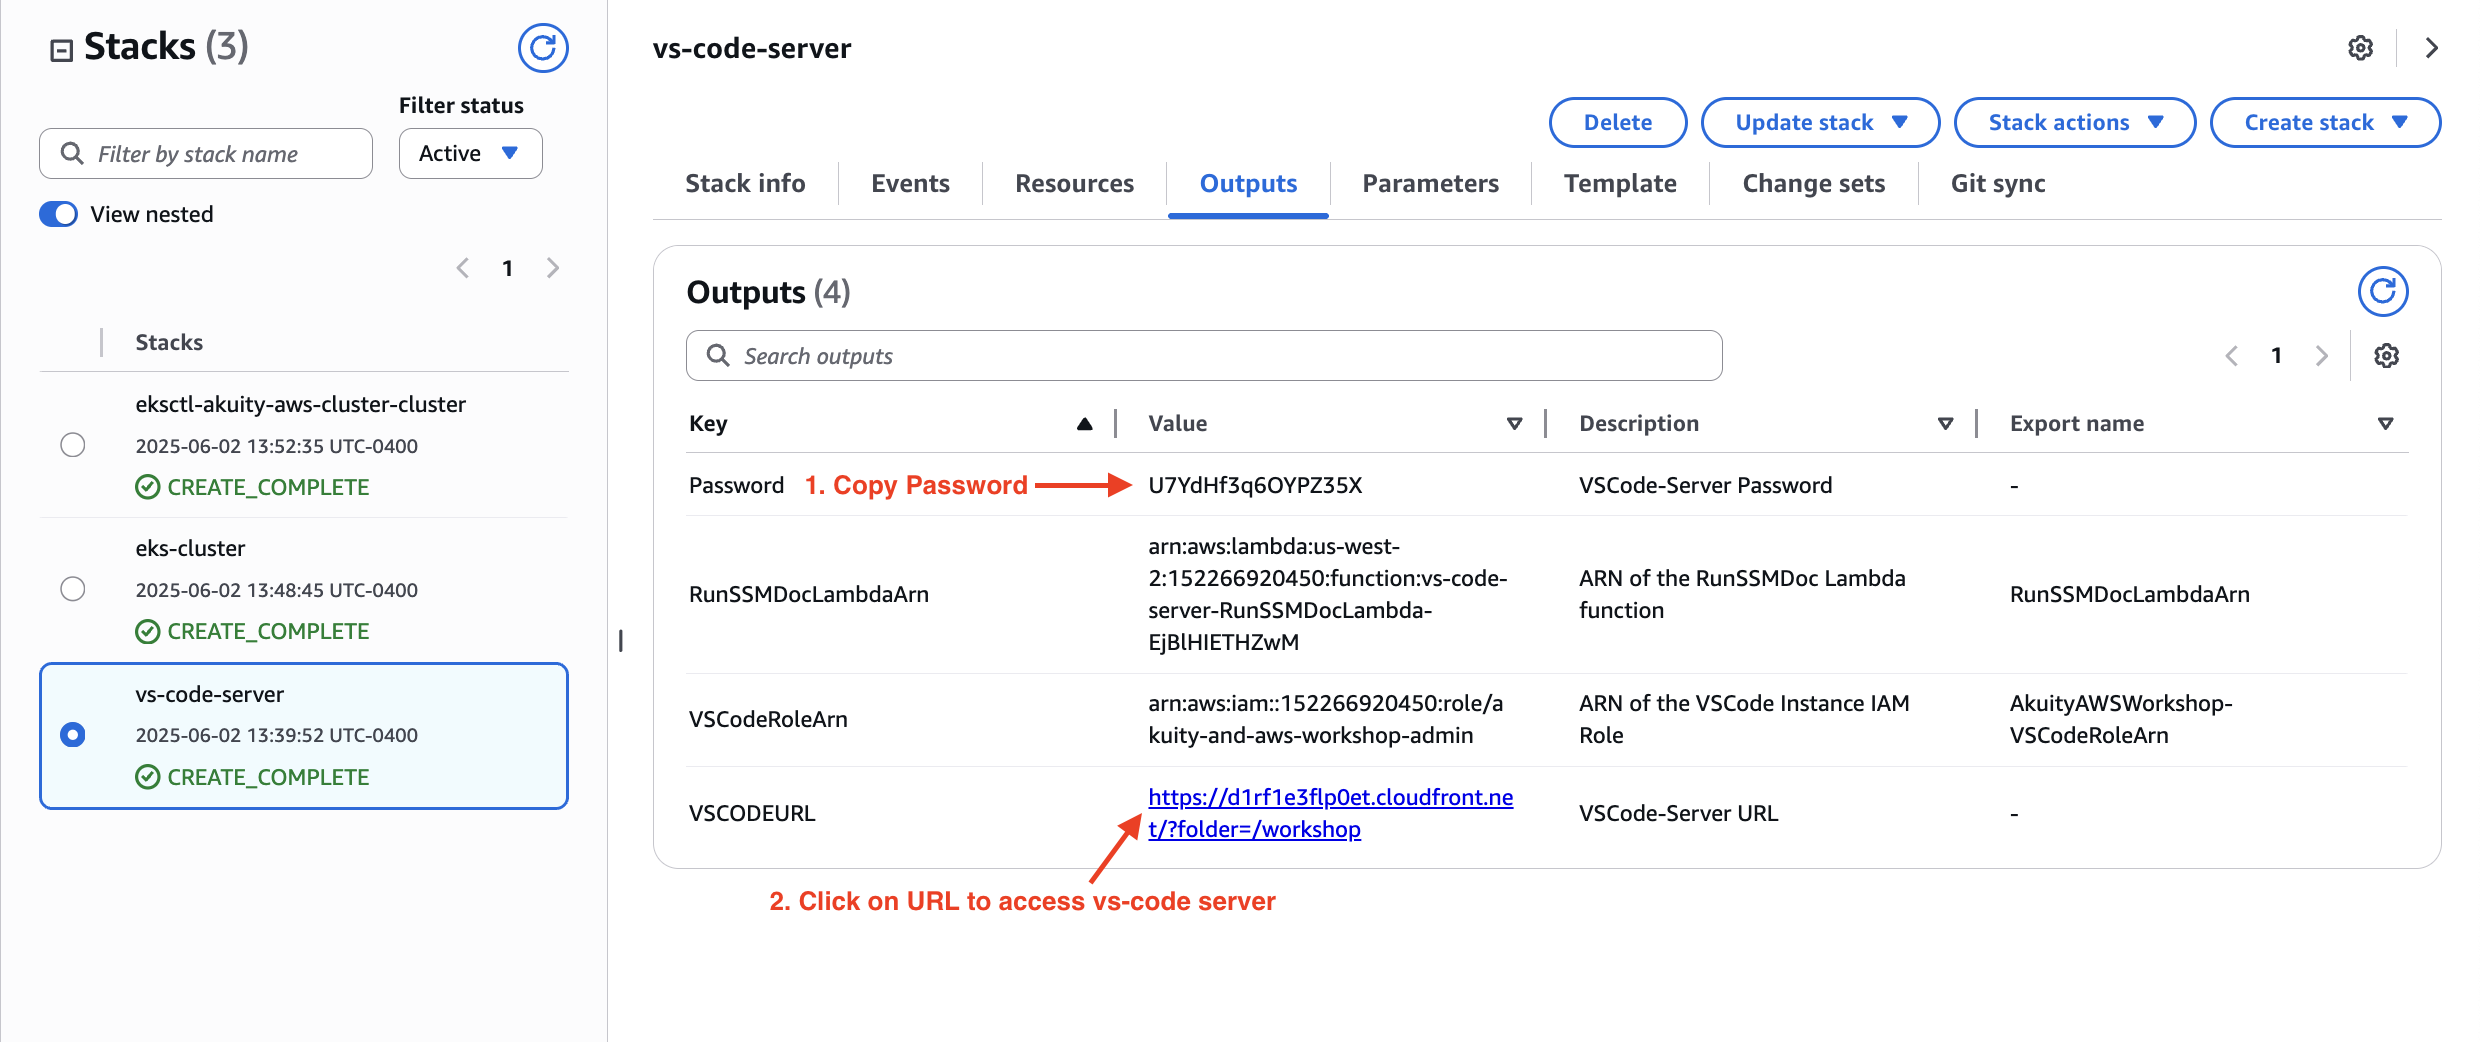 Stacks (3)
Filter status
Filter by stack name
Active
View nested
1
Stacks
eksctl-akuity-aws-cluster-cluster
2025-06-02 13:52:35 UTC-0400
CREATE_COMPLETE
eks-cluster
2025-06-02 13:48:45 UTC-0400
CREATE_COMPLETE
vs-code-server
2025-06-02 13:39:52 UTC-0400
CREATE_COMPLETE
vs-code-server
Delete Update stack Stack actions Create stack
Stack info Events Resources Outputs Parameters Template Change sets Git sync
Outputs (4)
Search outputs
1
Key Value Description Export name
Password 1. Copy Password U7YdHf3q6OYPZ35X VSCode-Server Password -
RunSSMDocLambdaArn
arn:aws:lambda:us-west-
2:152266920450:function:vs-code-
server-RunSSMDocLambda-
EjBlHIETHZwM
ARN of the RunSSMDoc Lambda
function
RunSSMDocLambdaArn
VSCodeRoleArn
arn:aws:iam::152266920450:role/a
kuity-and-aws-workshop-admin
ARN of the VSCode Instance IAM
Role
AkuityAWSWorkshop-
VSCodeRoleArn
VSCODEURL
https://d1rf1e3flp0et.cloudfront.ne
t/?folder=/workshop
VSCode-Server URL
-
2. Click on URL to access vs-code server